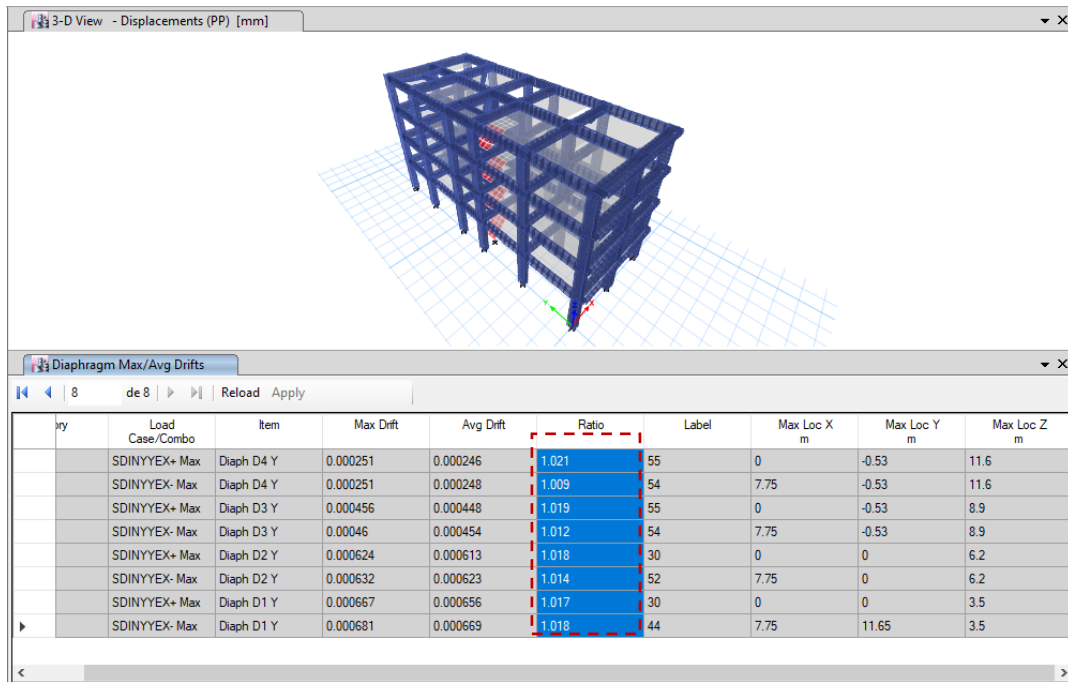 3-D View - Displacements (PP) [mm]
Y X
Diaphragm Max/Avg Drifts
8 de 8 Reload Apply
ory Load Case/Combo Item Max Drift Avg Drift Ratio Label Max Loc X m Max Loc Y m Max Loc Z m
SDINYYEX+ Max Diaph D4 Y 0.000251 0.000246 1.021 55 0 -0.53 11.6
SDINYYEX- Max Diaph D4 Y 0.000251 0.000248 1.009 54 7.75 -0.53 11.6
SDINYYEX+ Max Diaph D3 Y 0.000456 0.000448 1.019 55 0 -0.53 8.9
SDINYYEX- Max Diaph D3 Y 0.00046 0.000454 1.012 54 7.75 -0.53 8.9
SDINYYEX+ Max Diaph D2 Y 0.000624 0.000613 1.018 30 0 0 6.2
SDINYYEX- Max Diaph D2 Y 0.000632 0.000623 1.014 52 7.75 0 6.2
SDINYYEX+ Max Diaph D1 Y 0.000667 0.000656 1.017 30 0 0 3.5
SDINYYEX- Max Diaph D1 Y 0.000681 0.000669 1.018 44 7.75 11.65 3.5